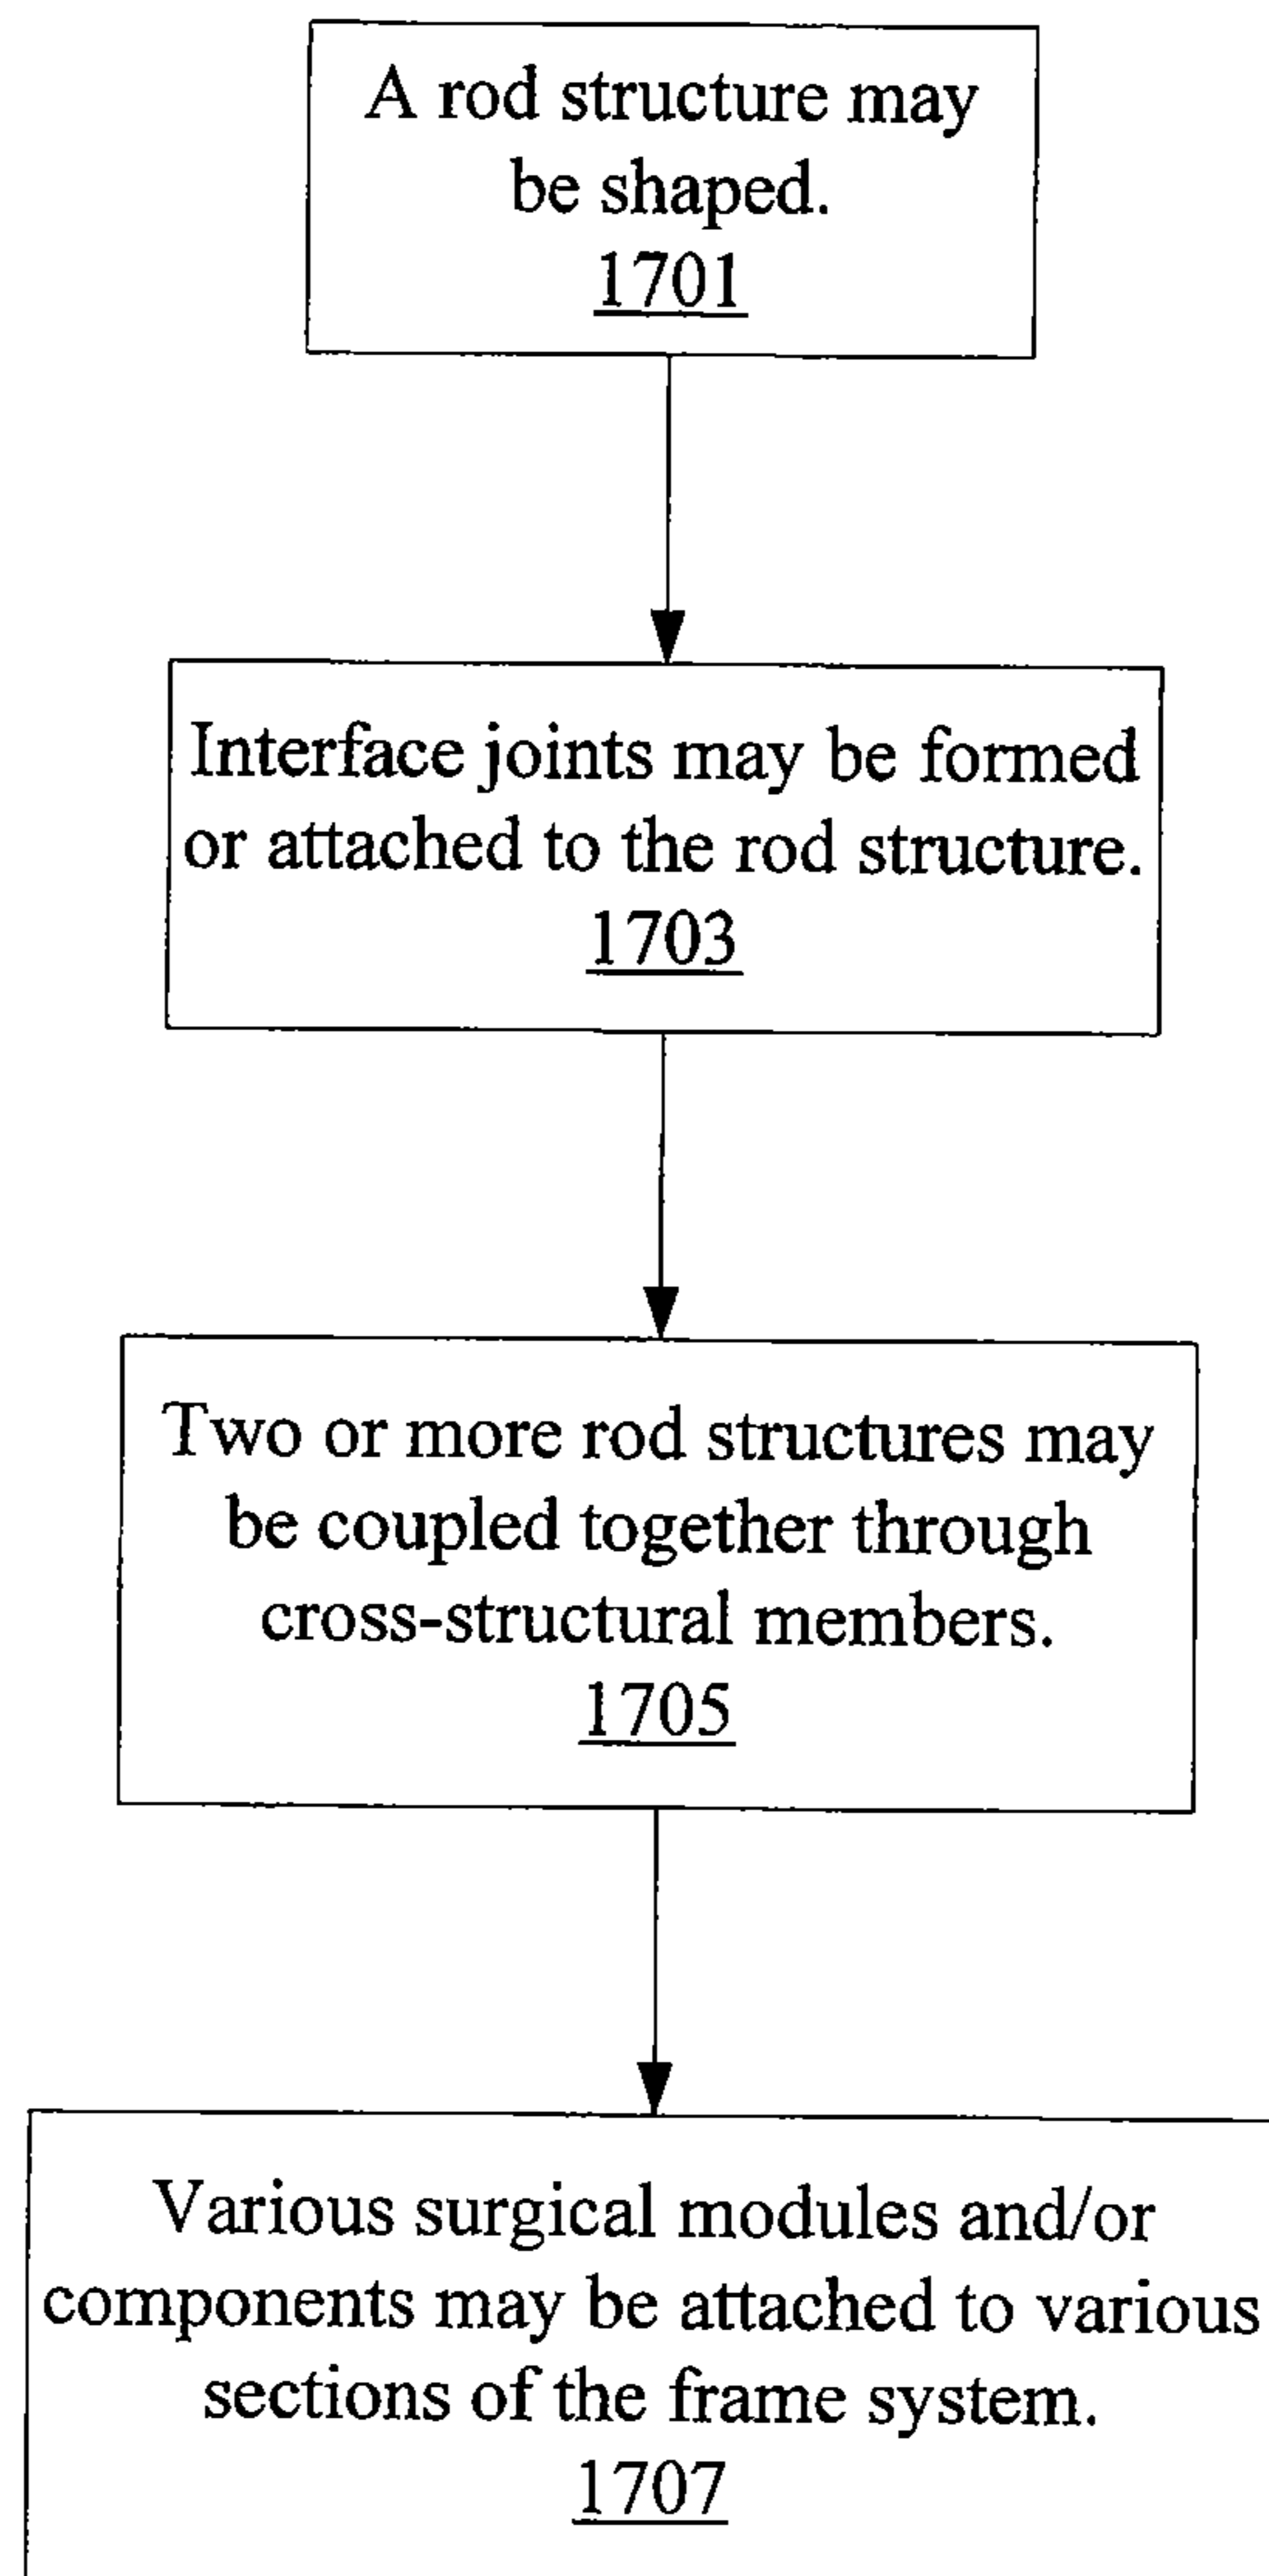 A rod structure may
be shaped.
1701
Interface joints may be formed
or attached to the rod structure.
1703
Two or more rod structures may
be coupled together through
cross-structural members.
1705
Various surgical modules and/or
components may be attached to various
sections of the frame system.
1707